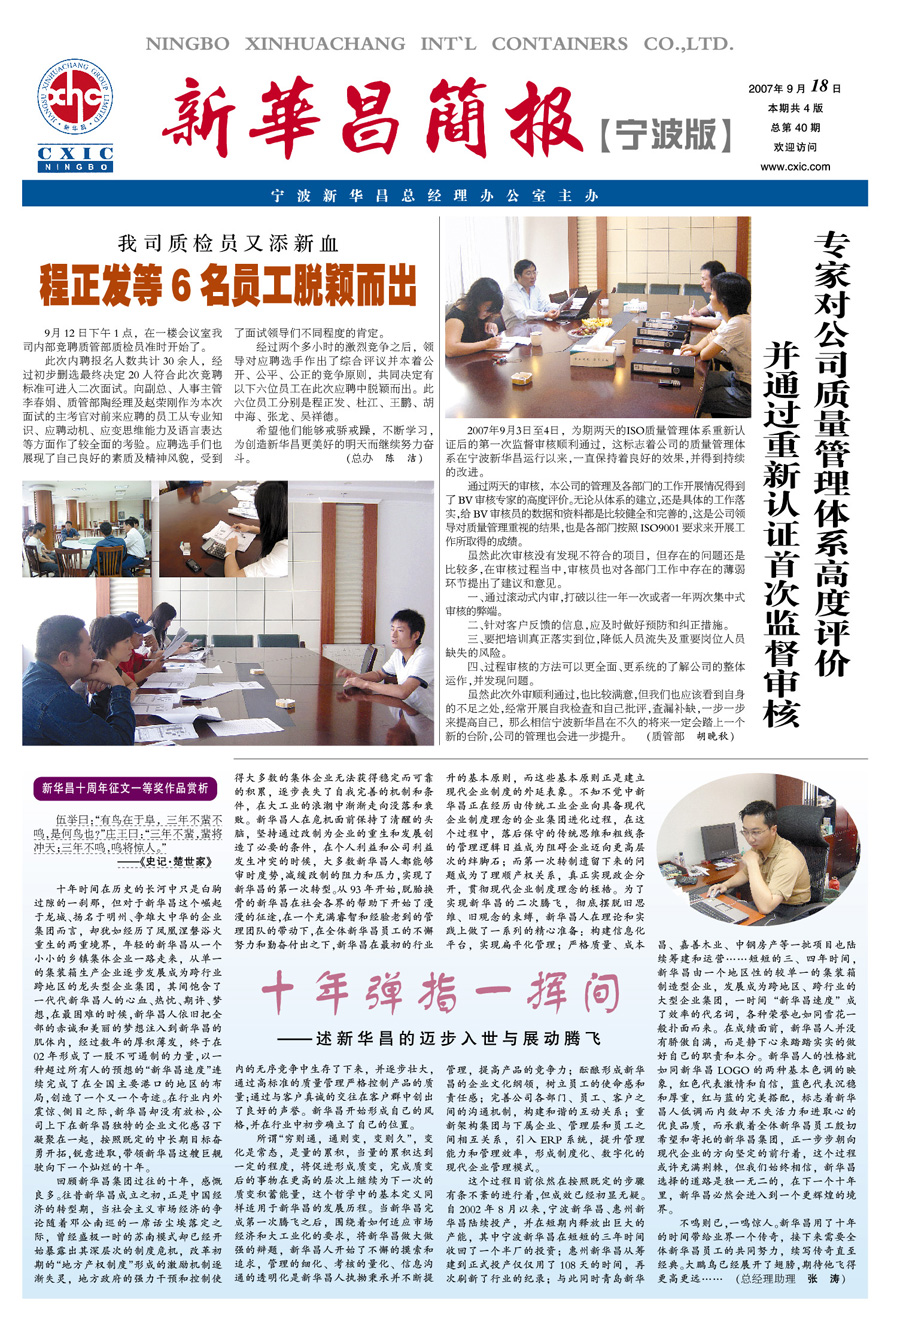 NINGBO XINHUACHANG INT`L CONTAINERS CO.,LTD.
JIANGSU XINHUACHANG GROUP LIMITED
xhc
·新华昌·
CXIC
NINGBO
新華昌簡报【宁波版】
2007年9月18日
本期共4版
总第40期
欢迎访问
www.cxic.com
宁波新华昌总经理办公室主办
我司质检员又添新血
程正发等6名员工脱颖而出
9月12日下午1点，在一楼会议室我
司内部竞聘质管部质检员准时开始了。
此次内聘报名人数共计30余人，经
过初步删选最终决定20人符合此次竞聘
标准可进入二次面试。向副总、人事主管
李春娟、质管部陶经理及赵荣刚作为本次
面试的主考官对前来应聘的员工从专业知
识、应聘动机、应变思维能力及语言表达
等方面作了较全面的考验。应聘选手们也
展现了自己良好的素质及精神风貌，受到
了面试领导们不同程度的肯定。
经过两个多小时的激烈竞争之后，领
导对应聘选手作出了综合评议并本着公
开、公平、公正的竞争原则，共同决定有
以下六位员工在此次应聘中脱颖而出。此
六位员工分别是程正发、杜江、王鹏、胡
中海、张龙、吴祥德。
希望他们能够戒骄戒躁，不断学习，
为创造新华昌更美好的明天而继续努力奋
斗。（总办 陈 洁）
专家对公司质量管理体系高度评价
并通过重新认证首次监督审核
2007年9月3日至4日，为期两天的ISO质量管理体系重新认
证后的第一次监督审核顺利通过，这标志着公司的质量管理体
系在宁波新华昌运行以来,一直保持着良好的效果,并得到持续
的改进。
通过两天的审核，本公司的管理及各部门的工作开展情况得到
了BV审核专家的高度评价。无论从体系的建立,还是具体的工作落
实,给BV审核员的数据和资料都是比较健全和完善的,这是公司领
导对质量管理重视的结果,也是各部门按照ISO9001要求来开展工
作所取得的成绩。
虽然此次审核没有发现不符合的项目，但存在的问题还是
比较多,在审核过程当中,审核员也对各部门工作中存在的薄弱
环节提出了建议和意见。
一、通过滚动式内审,打破以往一年一次或者一年两次集中式
审核的弊端。
二、针对客户反馈的信息,应及时做好预防和纠正措施。
三、要把培训真正落实到位,降低人员流失及重要岗位人员
缺失的风险。
四、过程审核的方法可以更全面、更系统的了解公司的整体
运作,并发现问题。
虽然此次外审顺利通过,也比较满意,但我们也应该看到自身
的不足之处,经常开展自我检查和自己批评,查漏补缺,一步一步
来提高自己，那么相信宁波新华昌在不久的将来一定会踏上一个
新的台阶,公司的管理也会进一步提升。（质管部 胡晚秋）
新华昌十周年征文一等奖作品赏析
伍举曰：“有鸟在于阜，三年不蜚不
鸣,是何鸟也?”庄王曰：“三年不蜚,蜚将
冲天;三年不鸣,鸣将惊人。”
——《史记·楚世家》
十年弹指一挥间
——述新华昌的迈步入世与展动腾飞
十年时间在历史的长河中只是白驹
过隙的一刹那，但对于新华昌这个崛起
于龙城、扬名于明州、争雄大中华的企业
集团而言，却犹如经历了凤凰涅槃浴火
重生的两重境界，年轻的新华昌从一个
小小的乡镇集体企业一路走来，从单一
的集装箱生产企业逐步发展成为跨行业
跨地区的龙头型企业集团，其间饱含了
一代代新华昌人的心血、热忱、期许、梦
想,在最困难的时候,新华昌人依旧把全
部的赤诚和美丽的梦想注入到新华昌的
肌体内，经过数年的厚积薄发，终于在
02年形成了一股不可遏制的力量,以一
种超过所有人的预想的“新华昌速度”连
续完成了在全国主要港口的地区的布
局,创造了一个又一个奇迹。在行业内外
震惊、侧目之际,新华昌却没有放松,公
司上下在新华昌独特的企业文化感召下
凝聚在一起，按照既定的中长期目标奋
勇开拓,锐意进取,带领新华昌这艘巨舰
驶向下一个灿烂的十年。
回顾新华昌集团过往的十年，感慨
良多。往昔新华昌成立之初,正是中国经
济的转型期，当社会主义市场经济的争
论随着邓公南巡的一席话尘埃落定之
际，曾经盛极一时的苏南模式却已经开
始暴露出其深层次的制度危机，改革初
期的“地方产权制度”形成的激励机制逐
渐失灵，地方政府的强力干预和控制使
得大多数的集体企业无法获得稳定而可靠
的积累，逐步丧失了自我完善的机制和条
件，在大工业的浪潮中渐渐走向没落和衰
败。新华昌人在危机面前保持了清醒的头
脑，坚持通过改制为企业的重生和发展创
造了必要的条件，在个人利益和公司利益
发生冲突的时候，大多数新华昌人都能够
审时度势,减缓改制的阻力和压力,实现了
新华昌的第一次转型。从93年开始,脱胎换
骨的新华昌在社会各界的帮助下开始了漫
漫的征途,在一个充满睿智和经验老到的管
理团队的带动下,在全体新华昌员工的不懈
努力和勤奋付出之下,新华昌在最初的行业
内的无序竞争中生存了下来，并逐步壮大，
通过高标准的质量管理严格控制产品的质
量;通过与客户真诚的交往在客户群中创出
了良好的声誉。新华昌开始形成自己的风
格,并在行业中初步确立了自己的位置。
所谓“穷则通，通则变，变则久”，变
化是常态，是量的累积，当量的累积达到
一定的程度，将促进形成质变，完成质变
后的事物在更高的层次上继续为下一次的
质变积蓄能量，这个哲学中的基本定义同
样适用于新华昌的发展历程。当新华昌完
成第一次腾飞之后，围绕着如何适应市场
经济和大工业化的要求，将新华昌做大做
强的辩题，新华昌人开始了不懈的摸索和
追求，管理的细化、考核的量化、信息沟
通的透明化是新华昌人执拗秉承并不断提
升的基本原则，而这些基本原则正是建立
现代企业制度的外延表象。不知不觉中新
华昌正在经历由传统工业企业向具备现代
企业制度理念的企业集团进化过程，在这
个过程中，落后保守的传统思维和粗线条
的管理逻辑日益成为阻碍企业迈向更高层
次的绊脚石；而第一次转制遗留下来的问
题成为了理顺产权关系，真正实现政企分
开，贯彻现代企业制度理念的桎梏。为了
实现新华昌的二次腾飞，彻底摆脱旧思
维、旧观念的束缚，新华昌人在理论和实
践上做了一系列的精心准备：构建信息化
平台，实现扁平化管理；严格质量、成本
管理，提高产品的竞争力；酝酿形成新华
昌的企业文化纲领，树立员工的使命感和
责任感；完善公司各部门、员工、客户之
间的沟通机制，构建和谐的互动关系；重
新架构集团与下属企业、管理层和员工之
间相互关系，引入ERP系统，提升管理
能力和管理效率，形成制度化、数字化的
现代企业管理模式。
这个过程目前依然在按照既定的步骤
有条不紊的进行着,但成效已经初显无疑。
自2002年8月以来,宁波新华昌、惠州新
华昌陆续投产，并在短期内释放出巨大的
产能，其中宁波新华昌在短短的三年时间
收回了一个半厂的投资；惠州新华昌从筹
建到正式投产仅仅用了108天的时间，再
次刷新了行业的纪录；与此同时青岛新华
昌、嘉善木业、中钢房产等一批项目也陆
续筹建和运营……短短的三、四年时间，
新华昌由一个地区性的较单一的集装箱
制造型企业，发展成为跨地区、跨行业的
大型企业集团，一时间“新华昌速度”成
了效率的代名词，各种荣誉也如同雪花一
般扑面而来。在成绩面前，新华昌人并没
有骄傲自满，而是静下心来踏踏实实的做
好自己的职责和本分。新华昌人的性格就
如同新华昌LOGO的两种基本色调的映
象，红色代表激情和自信，蓝色代表沉稳
和厚重，红与蓝的完美搭配，标志着新华
昌人低调而内敛却不失活力和进取心的
优良品质，而承载着全体新华昌员工殷切
希望和寄托的新华昌集团，正一步步朝向
现代企业的方向坚定的前行着，这个过程
或许充满荆棘，但我们始终相信，新华昌
选择的道路是独一无二的，在下一个十年
里，新华昌必然会进入到一个更辉煌的境
界。
不鸣则已,一鸣惊人。新华昌用了十年
的时间带给业界一个传奇，接下来需要全
体新华昌员工的共同努力，续写传奇直至
经典。大鹏鸟已经展开了翅膀,期待他飞得
更高更远……（总经理助理 张 涛）